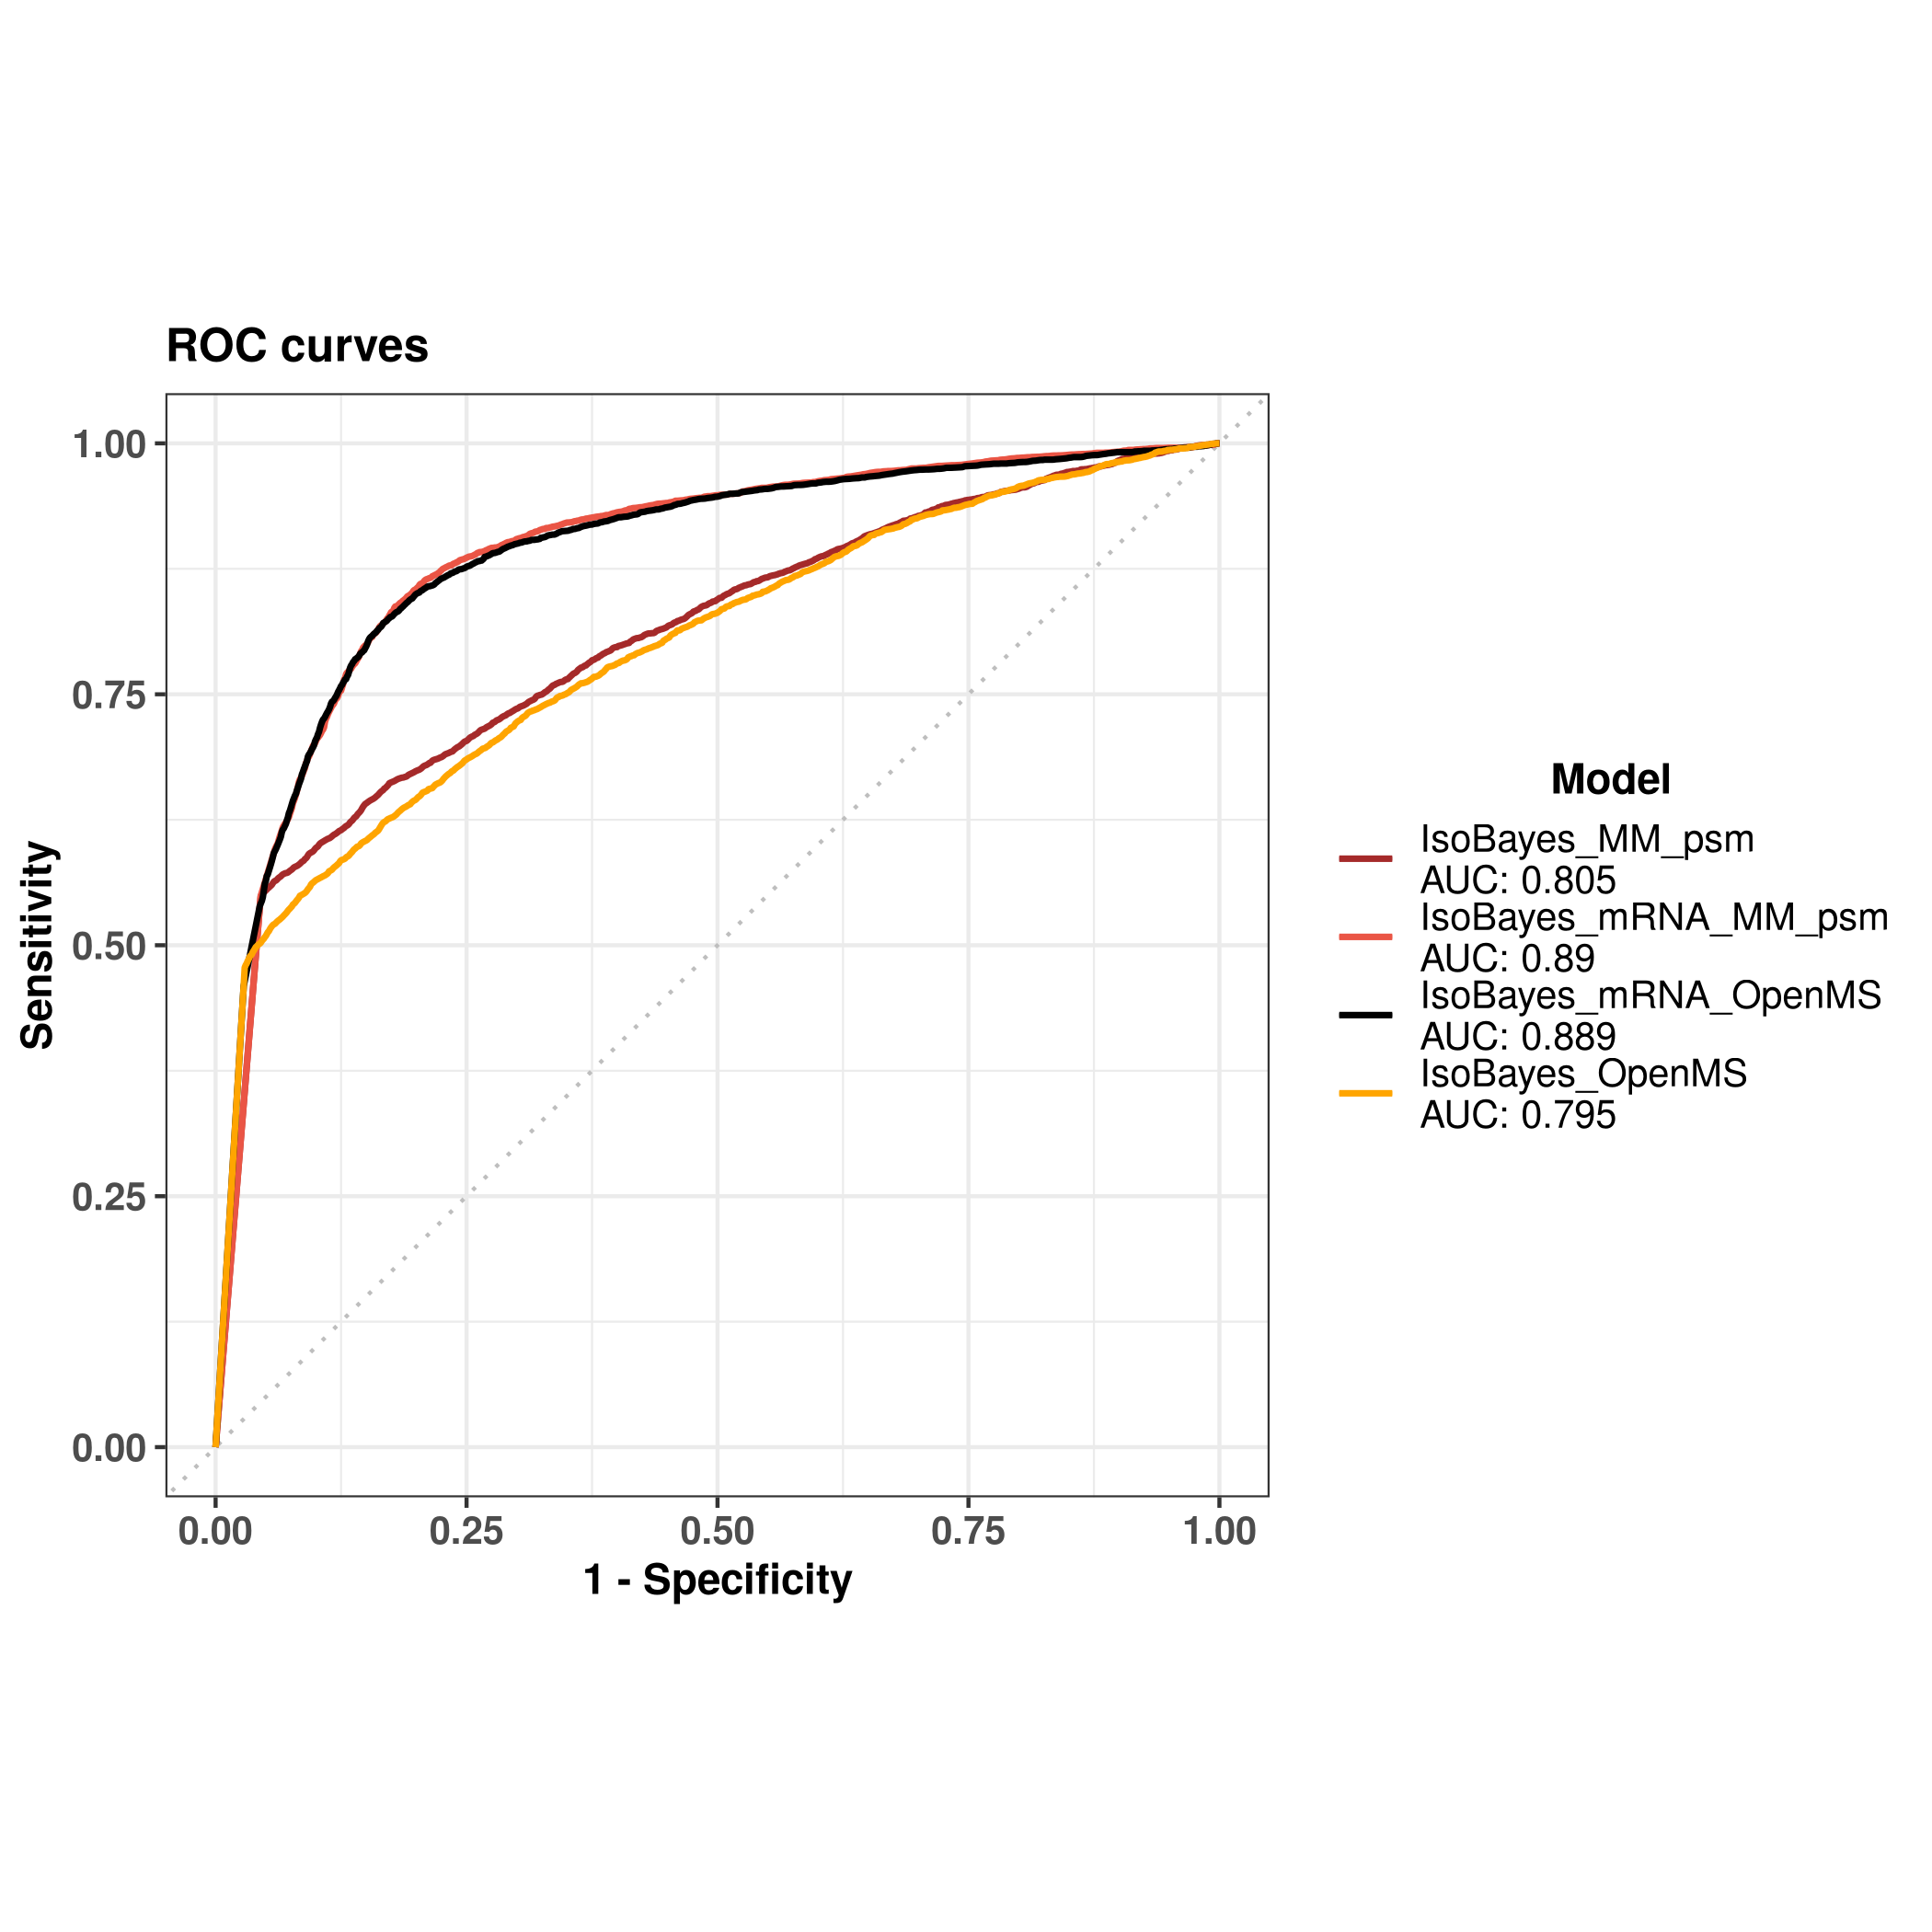 ROC curves
1.00
0.75
0.50
0.25
0.00
Sensitivity
0.00 0.25 0.50 0.75 1.00
1 - Specificity
Model
IsoBayes_MM_psm
AUC: 0.805
IsoBayes_mRNA_MM_psm
AUC: 0.89
IsoBayes_mRNA_OpenMS
AUC: 0.889
IsoBayes_OpenMS
AUC: 0.795